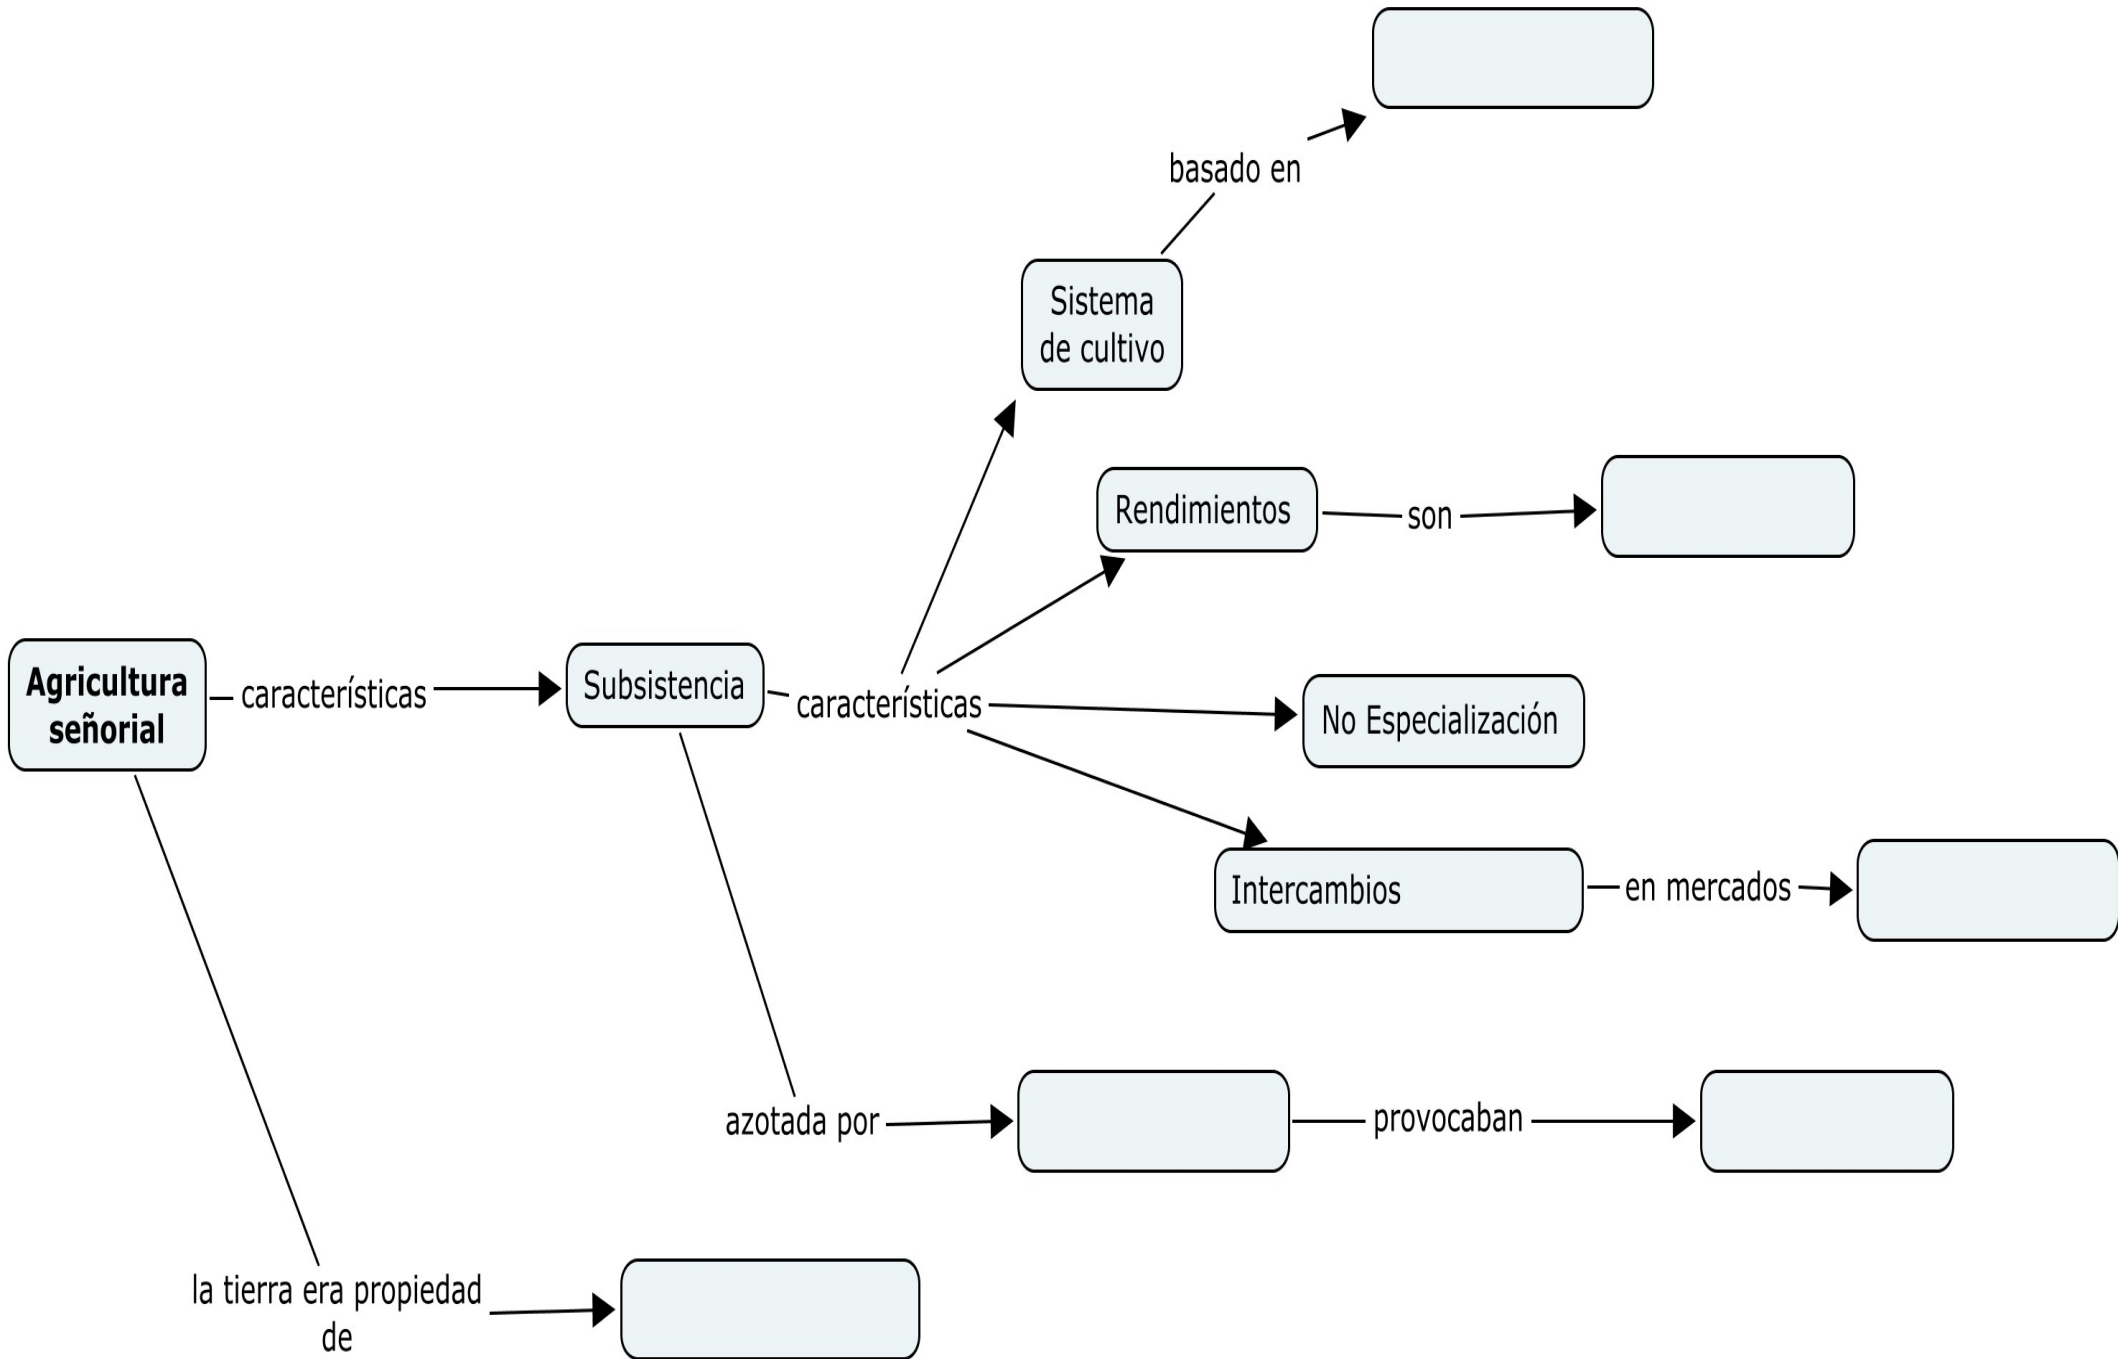 basado en
Sistema
de cultivo
Rendimientos
son
Agricultura
señorial
características
Subsistencia
características
No Especialización
Intercambios
en mercados
azotada por
provocaban
la tierra era propiedad
de